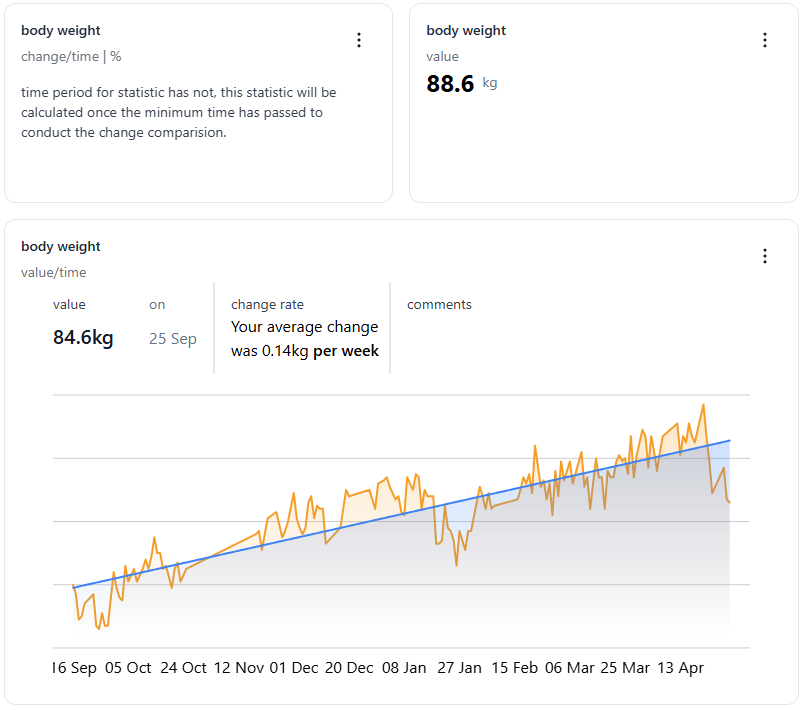 body weight
change/time | %
time period for statistic has not, this statistic will be
calculated once the minimum time has passed to
conduct the change comparision.
body weight
value
88.6 kg
body weight
value/time
value
84.6kg
on
25 Sep
change rate
Your average change
was 0.14kg per week
comments
16 Sep 05 Oct 24 Oct 12 Nov 01 Dec 20 Dec 08 Jan 27 Jan 15 Feb 06 Mar 25 Mar 13 Apr